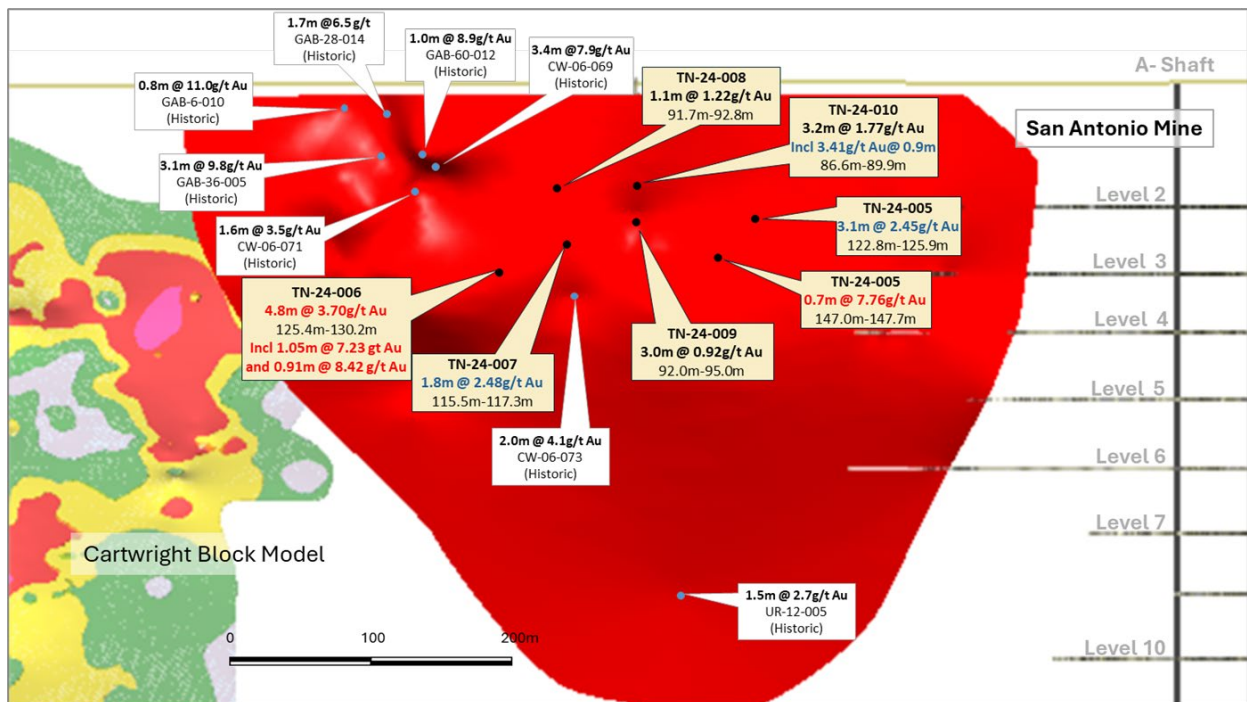 1.7m @6.5 g/t
GAB-28-014
(Historic)
1.0m @ 8.9g/t Au
GAB-60-012
(Historic)
3.4m @7.9g/t Au
CW-06-069
(Historic)
A- Shaft
0.8m @ 11.0g/t Au
GAB-6-010
(Historic)
TN-24-008
1.1m @ 1.22g/t Au
91.7m-92.8m
TN-24-010
3.2m @ 1.77g/t Au
Incl 3.41g/t Au@ 0.9m
86.6m-89.9m
San Antonio Mine
3.1m @ 9.8g/t Au
GAB-36-005
(Historic)
Level 2
1.6m @ 3.5g/t Au
CW-06-071
(Historic)
TN-24-005
3.1m @ 2.45g/t Au
122.8m-125.9m
Level 3
TN-24-006
4.8m @ 3.70g/t Au
125.4m-130.2m
Incl 1.05m @ 7.23 gt Au
and 0.91m @ 8.42 g/t Au
TN-24-005
0.7m @ 7.76g/t Au
147.0m-147.7m
Level 4
TN-24-007
1.8m @ 2.48g/t Au
115.5m-117.3m
TN-24-009
3.0m @ 0.92g/t Au
92.0m-95.0m
Level 5
2.0m @ 4.1g/t Au
CW-06-073
(Historic)
Level 6
Level 7
Cartwright Block Model
1.5m @ 2.7g/t Au
UR-12-005
(Historic)
0 100 200m
Level 10